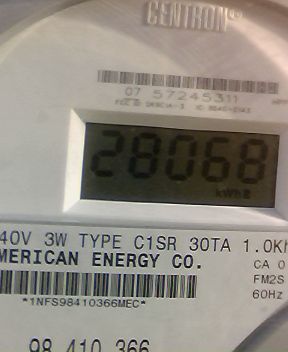 CENTRON®
07 57245311
28068
kWh
40V 3W TYPE C1SR 30TA 1.0Kh
MERICAN ENERGY CO.
CA 0
FM2S
60Hz
*1NFS98410366MEC*
98 410 366